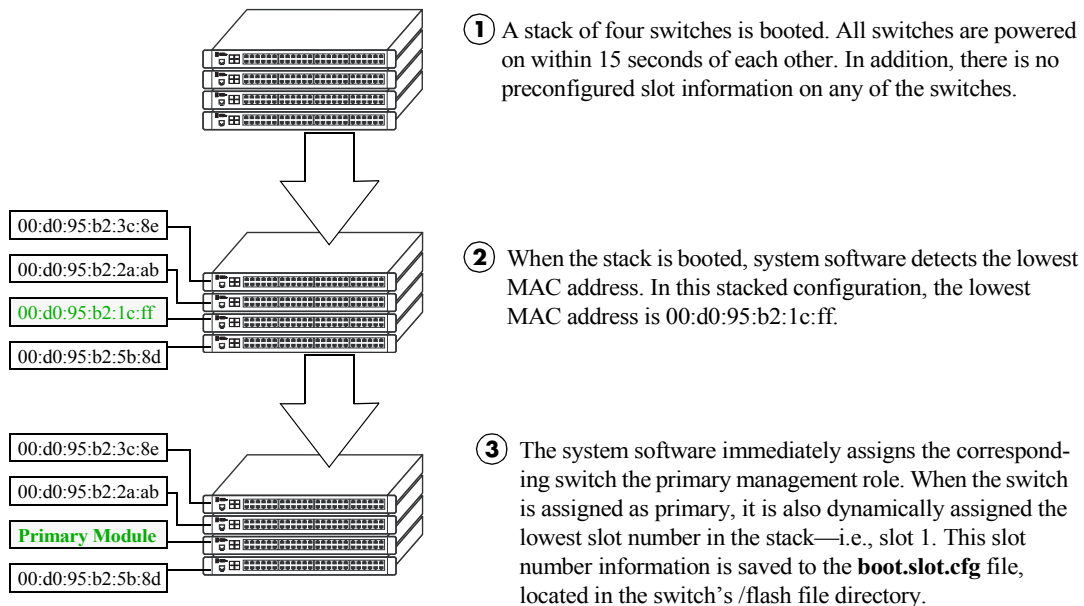 1 A stack of four switches is booted. All switches are powered
on within 15 seconds of each other. In addition, there is no
preconfigured slot information on any of the switches.
00:d0:95:b2:3c:8e
00:d0:95:b2:2a:ab
00:d0:95:b2:1c:ff
00:d0:95:b2:5b:8d
2 When the stack is booted, system software detects the lowest
MAC address. In this stacked configuration, the lowest
MAC address is 00:d0:95:b2:1c:ff.
00:d0:95:b2:3c:8e
00:d0:95:b2:2a:ab
Primary Module
00:d0:95:b2:5b:8d
3 The system software immediately assigns the correspond-
ing switch the primary management role. When the switch
is assigned as primary, it is also dynamically assigned the
lowest slot number in the stack—i.e., slot 1. This slot
number information is saved to the boot.slot.cfg file,
located in the switch's /flash file directory.